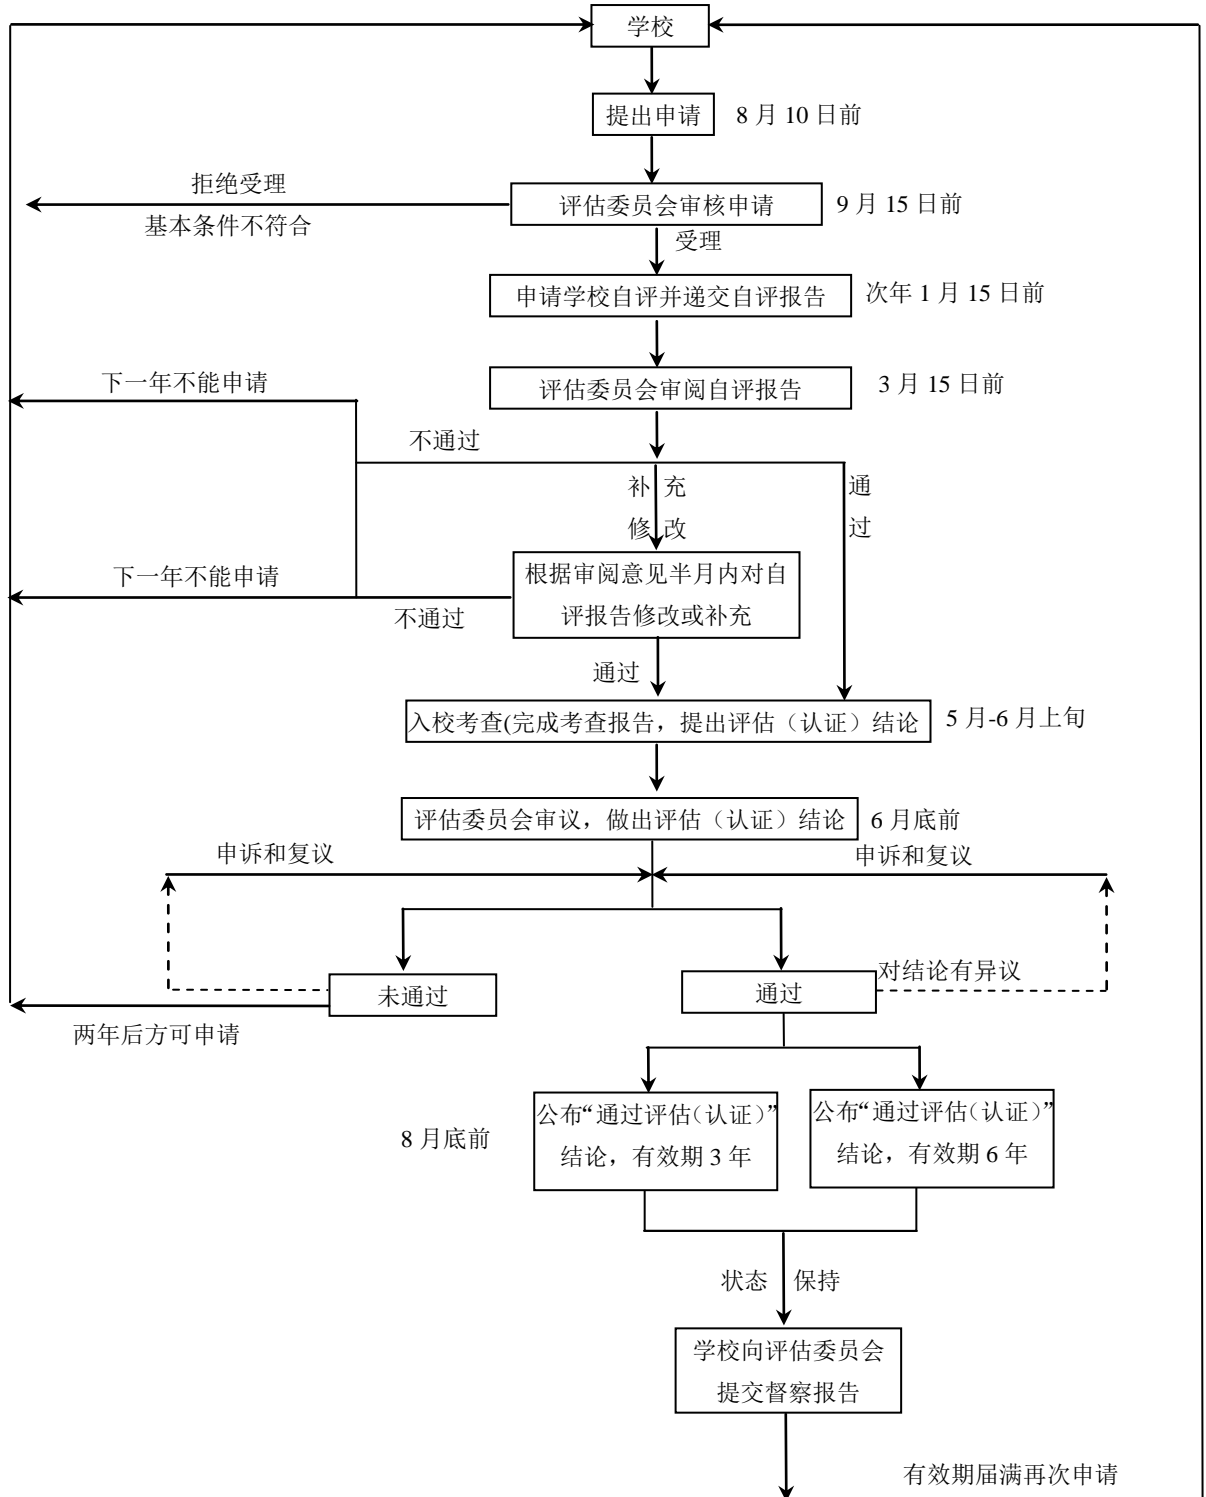 学校
提出申请
8 月 10 日前
拒绝受理
基本条件不符合
评估委员会审核申请
9 月 15 日前
受理
申请学校自评并递交自评报告
次年 1 月 15 日前
评估委员会审阅自评报告
3 月 15 日前
下一年不能申请
不通过
补 充
修 改
通
过
根据审阅意见半月内对自
评报告修改或补充
下一年不能申请
不通过
通过
入校考查(完成考查报告，提出评估（认证）结论
5 月-6 月上旬
评估委员会审议，做出评估（认证）结论
6 月底前
申诉和复议
申诉和复议
未通过
通过
对结论有异议
两年后方可申请
8 月底前
公布“通过评估（认证）”
结论，有效期 3 年
公布“通过评估（认证）”
结论，有效期 6 年
状态 保持
学校向评估委员会
提交督察报告
有效期届满再次申请